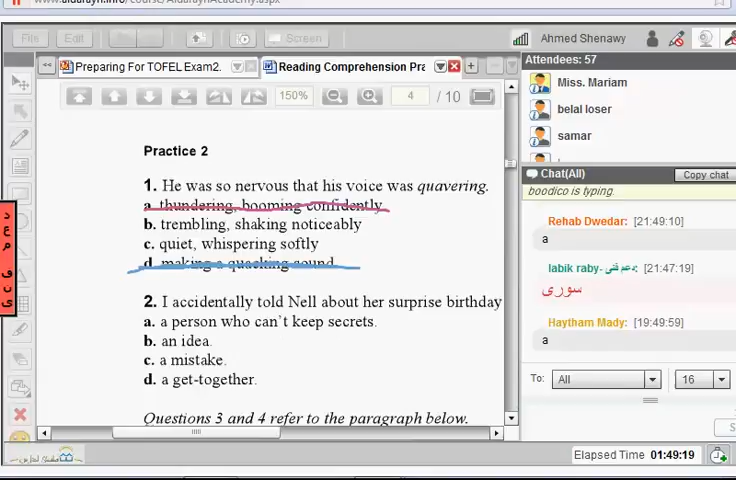 www.aldarayn.info/course/AldaraynAcademy.aspx
File
Edit
Screen
Ahmed Shenawy
<<
Preparing For TOFEL Exam2.
Reading Comprehension Pra
150%
4
/ 10
Attendees: 57
Miss. Mariam
belal loser
samar
Practice 2
1. He was so nervous that his voice was quavering.
a. thundering, booming confidently
b. trembling, shaking noticeably
c. quiet, whispering softly
d. making a quaching sound
2. I accidentally told Nell about her surprise birthday
a. a person who can't keep secrets.
b. an idea.
c. a mistake.
d. a get-together.
Questions 3 and 4 refer to the paragraph below.
Chat(All)
Copy chat
boodico is typing.
Rehab Dwedar: [21:49:10]
a
labik raby- دعم فنى: [21:47:19]
سورى
Haytham Mady: [19:49:59]
a
To:
All
16
Elapsed Time 01:49:19